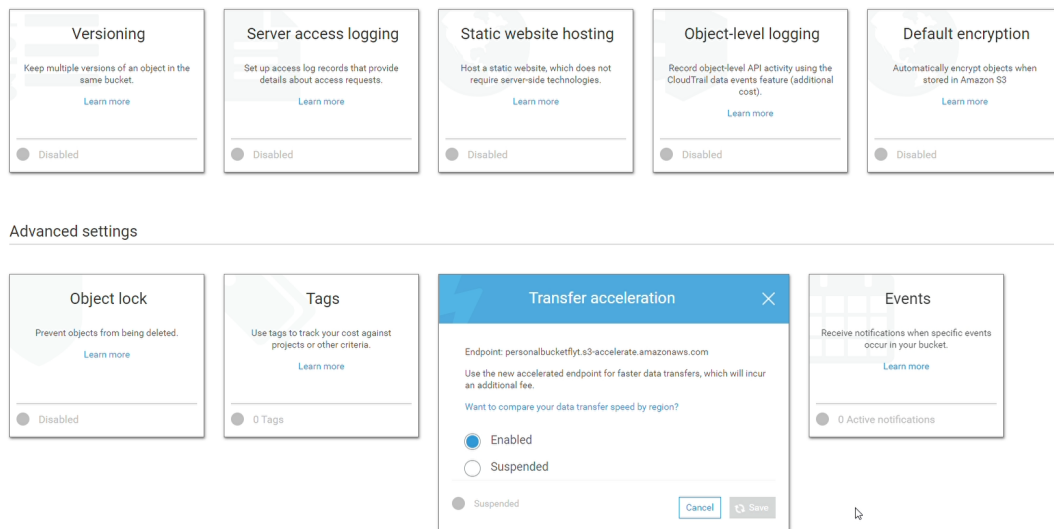 Versioning
Keep multiple versions of an object in the
same bucket.
Learn more
Disabled
Server access logging
Set up access log records that provide
details about access requests.
Learn more
Disabled
Static website hosting
Host a static website, which does not
require server-side technologies.
Learn more
Disabled
Object-level logging
Record object-level API activity using the
CloudTrail data events feature (additional
cost).
Learn more
Disabled
Default encryption
Automatically encrypt objects when
stored in Amazon S3
Learn more
Disabled
Advanced settings
Object lock
Prevent objects from being deleted.
Learn more
Disabled
Tags
Use tags to track your cost against
projects or other criteria.
Learn more
0 Tags
Transfer acceleration
Endpoint: personalbucketflyt.s3-accelerate.amazonaws.com
Use the new accelerated endpoint for faster data transfers, which will incur
an additional fee.
Want to compare your data transfer speed by region?
Enabled
Suspended
Suspended
Cancel
Save
Events
Receive notifications when specific events
occur in your bucket.
Learn more
0 Active notifications